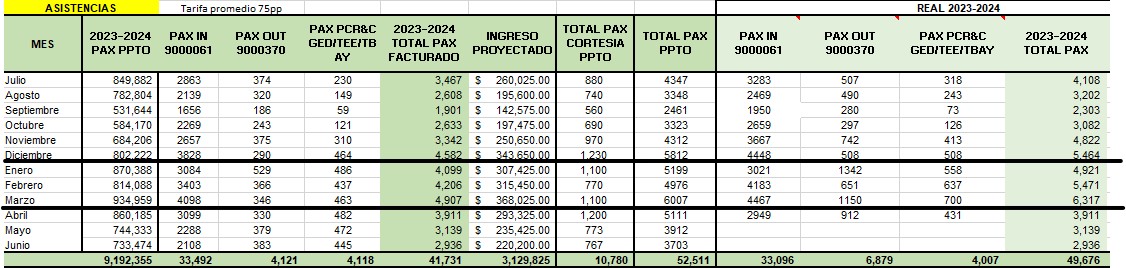 ASISTENCIAS Tarifa promedio 75pp REAL 2023-2024
MES 2023-2024 PAX PPTO PAX IN 9000061 PAX OUT 9000370 PAX PCR&C GED/TEE/TB AY 2023-2024 TOTAL PAX FACTURADO INGRESO PROYECTADO TOTAL PAX CORTESIA PPTO TOTAL PAX PPTO PAX IN 9000061 PAX OUT 9000370 PAX PCR&C GED/TEE/TBAY 2023-2024 TOTAL PAX
Julio 849,882 2863 374 230 3,467 $ 260,025.00 880 4347 3283 507 318 4,108
Agosto 782,804 2139 320 149 2,608 $ 195,600.00 740 3348 2469 490 243 3,202
Septiembre 531,644 1656 186 59 1,901 $ 142,575.00 560 2461 1950 280 73 2,303
Octubre 584,170 2269 243 121 2,633 $ 197,475.00 690 3323 2659 297 126 3,082
Noviembre 684,206 2657 375 310 3,342 $ 250,650.00 970 4312 3667 742 413 4,822
Diciembre 802,222 3828 290 464 4,582 $ 343,650.00 1,230 5812 4448 508 508 5,464
Enero 870,388 3084 529 486 4,099 $ 307,425.00 1,100 5199 3021 1342 558 4,921
Febrero 814,088 3403 366 437 4,206 $ 315,450.00 770 4976 4183 651 637 5,471
Marzo 934,959 4098 346 463 4,907 $ 368,025.00 1,100 6007 4467 1150 700 6,317
Abril 860,185 3099 330 482 3,911 $ 293,325.00 1,200 5111 2949 912 431 3,911
Mayo 744,333 2288 379 472 3,139 $ 235,425.00 773 3912 3,139
Junio 733,474 2108 383 445 2,936 $ 220,200.00 767 3703 2,936
9,192,355 33,492 4,121 4,118 41,731 3,129,825 10,780 52,511 33,096 6,879 4,007 49,676